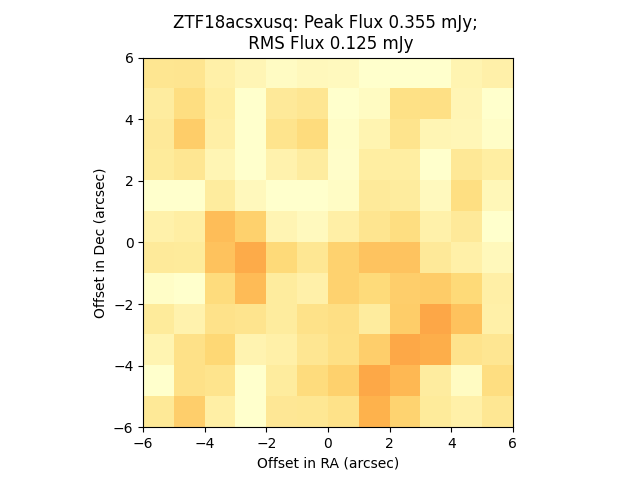 ZTF18acsxusq: Peak Flux 0.355 mJy;
RMS Flux 0.125 mJy
6
4
2
0
−2
−4
−6
Offset in Dec (arcsec)
−6 −4 −2 0 2 4 6
Offset in RA (arcsec)